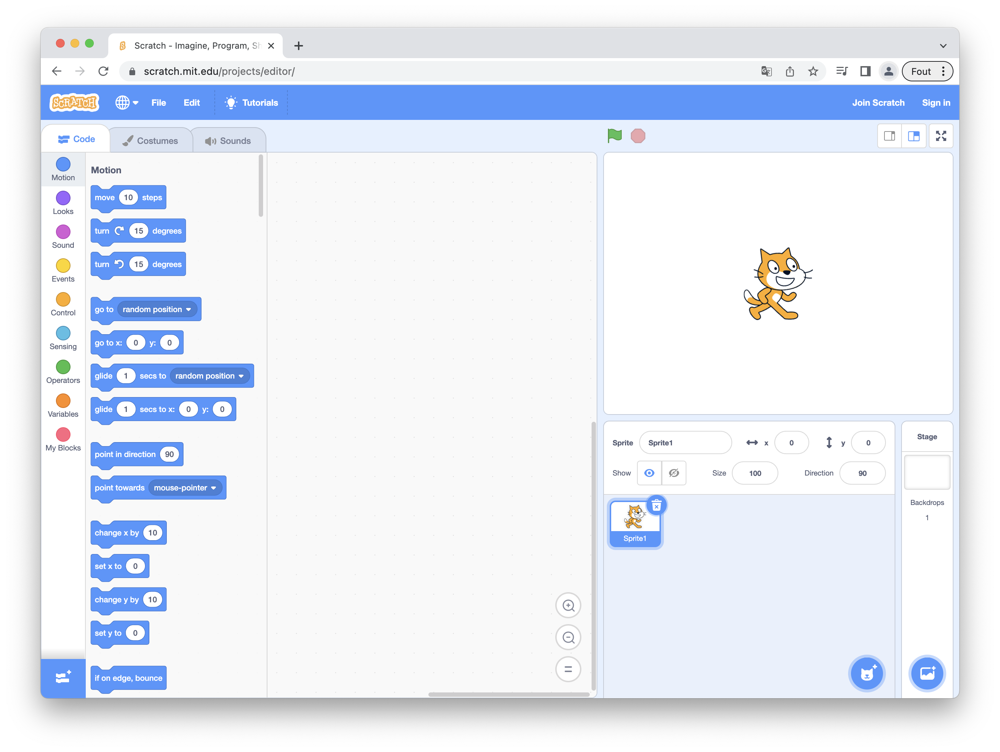 Scratch - Imagine, Program, Sh
scratch.mit.edu/projects/editor/
Fout
SCRATCH
File
Edit
Tutorials
Join Scratch
Sign in
Code
Costumes
Sounds
Motion
Looks
Sound
Events
Control
Sensing
Operators
Variables
My Blocks
Motion
move 10 steps
turn 15 degrees
turn 15 degrees
go to random position
go to x: 0 y: 0
glide 1 secs to random position
glide 1 secs to x: 0 y: 0
point in direction 90
point towards mouse-pointer
change x by 10
set x to 0
change y by 10
set y to 0
if on edge, bounce
Sprite Sprite1 x 0 y 0
Show Size 100 Direction 90
Sprite1
Stage
Backdrops
1